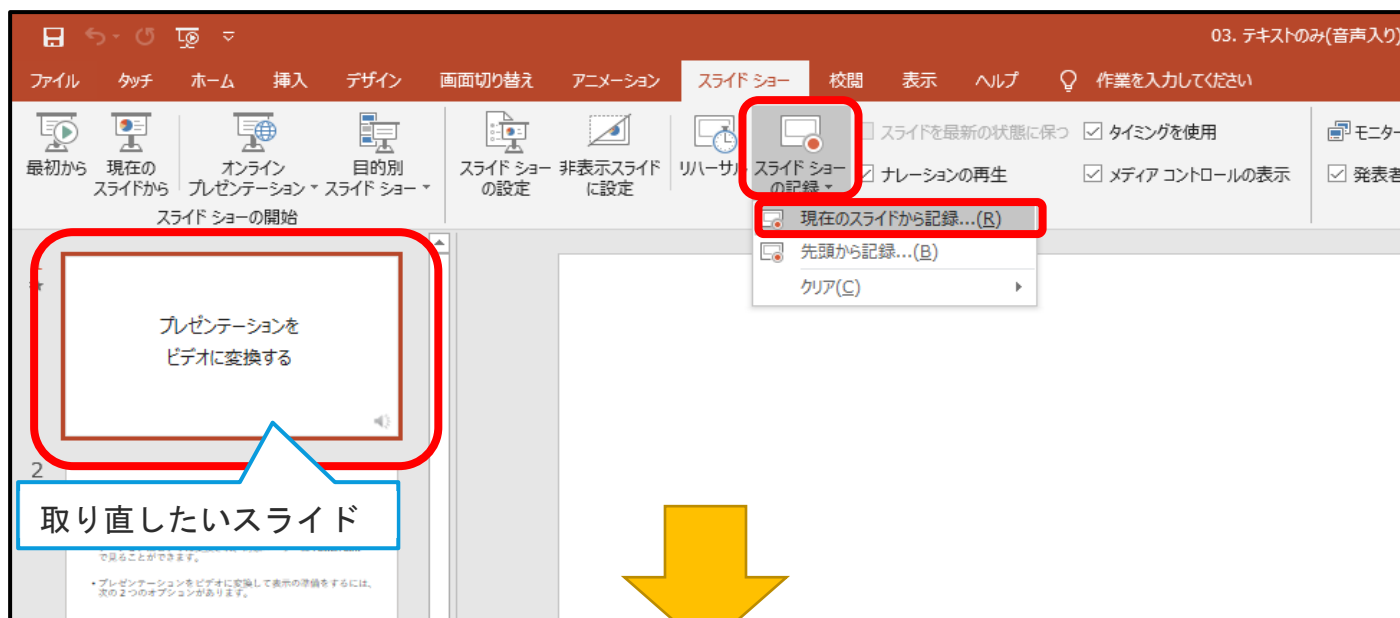 03. テキストのみ(音声入り)
ファイル タッチ ホーム 挿入 デザイン 画面切り替え アニメーション スライド ショー 校閲 表示 ヘルプ 作業を入力してください
最初から 現在の スライドから オンライン プレゼンテーション 目的別 スライド ショー スライド ショー の設定 非表示スライド に設定 リハーサル スライド ショー の記録
スライドを最新の状態に保つ タイミングを使用 モニター
ナレーションの再生 メディア コントロールの表示 発表者
スライド ショーの開始
現在のスライドから記録...(R)
先頭から記録...(B)
クリア(C)
プレゼンテーションを
ビデオに変換する
2
取り直したいスライド
で見ることができます。
・プレゼンテーションをビデオに変換して表示の準備をするには、
次の２つのオプションがあります。